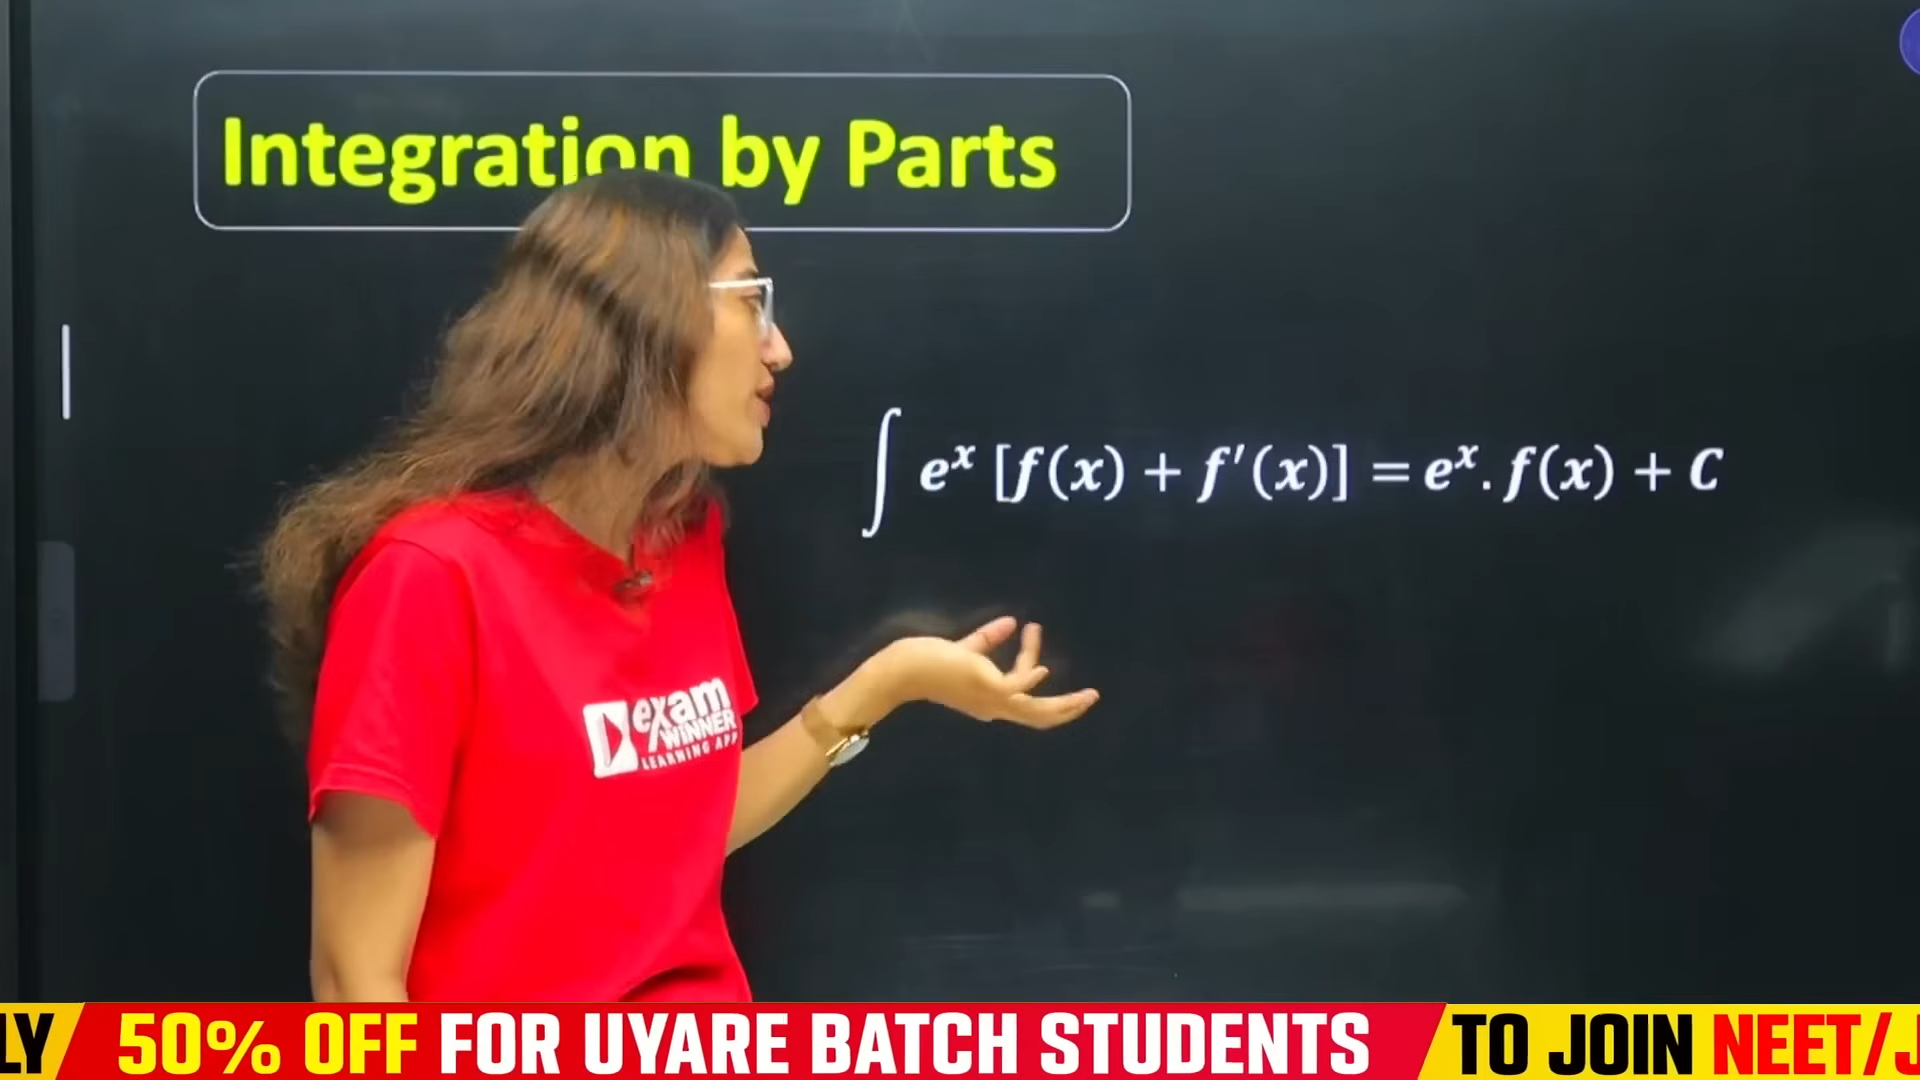 Integration by Parts
∫ eˣ [f(x) + f′(x)] = eˣ. f(x) + C
exam
WINNER
LEARNING APP
LY 50% OFF FOR UYARE BATCH STUDENTS TO JOIN NEET/J